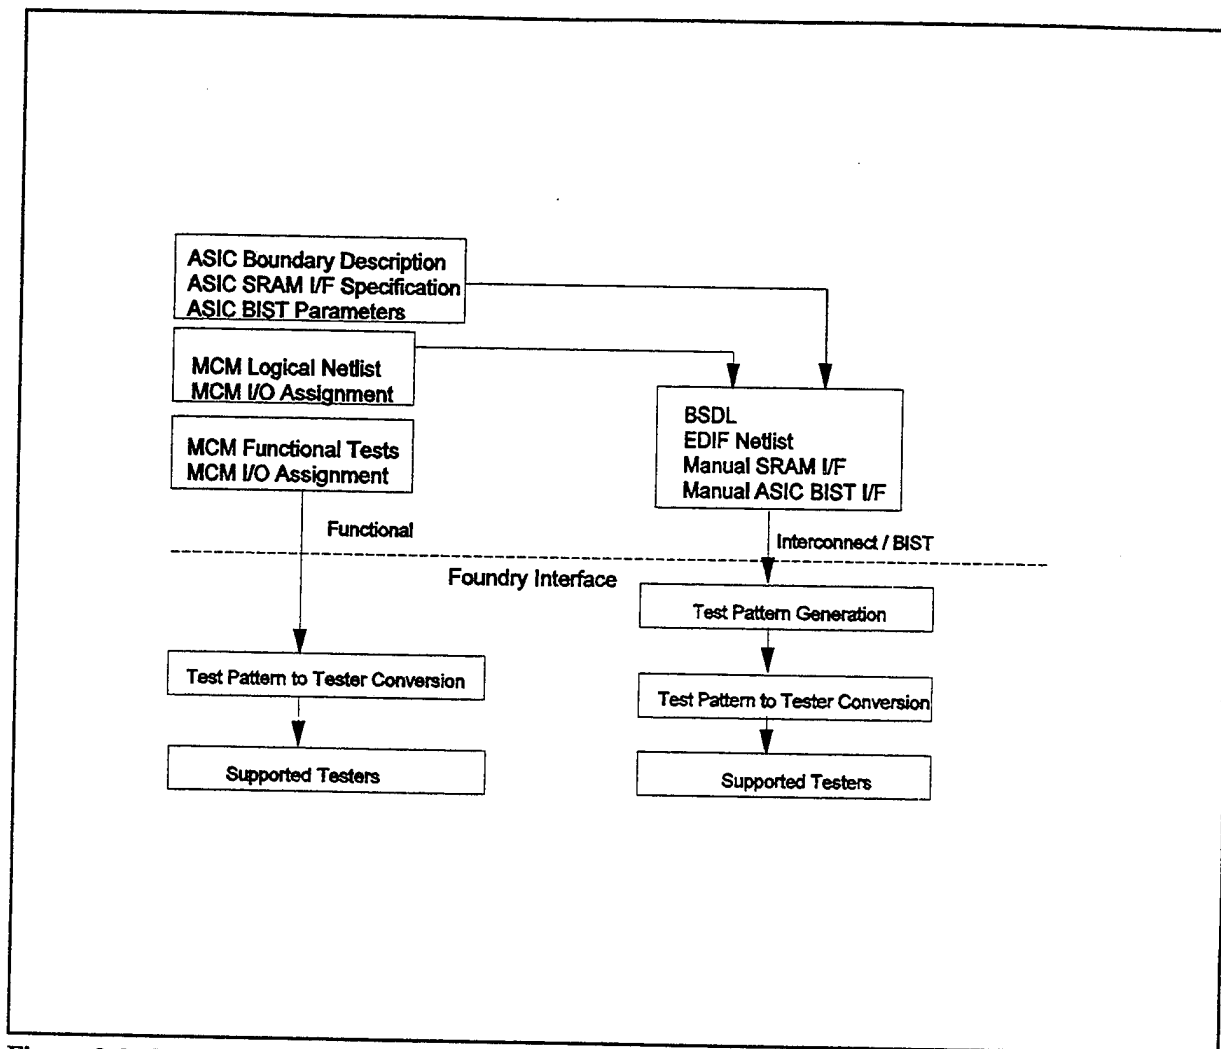 ASIC Boundary Description
ASIC SRAM I/F Specification
ASIC BIST Parameters
MCM Logical Netlist
MCM I/O Assignment
MCM Functional Tests
MCM I/O Assignment
BSDL
EDIF Netlist
Manual SRAM I/F
Manual ASIC BIST I/F
Functional
Interconnect / BIST
Foundry Interface
Test Pattern Generation
Test Pattern to Tester Conversion
Test Pattern to Tester Conversion
Supported Testers
Supported Testers